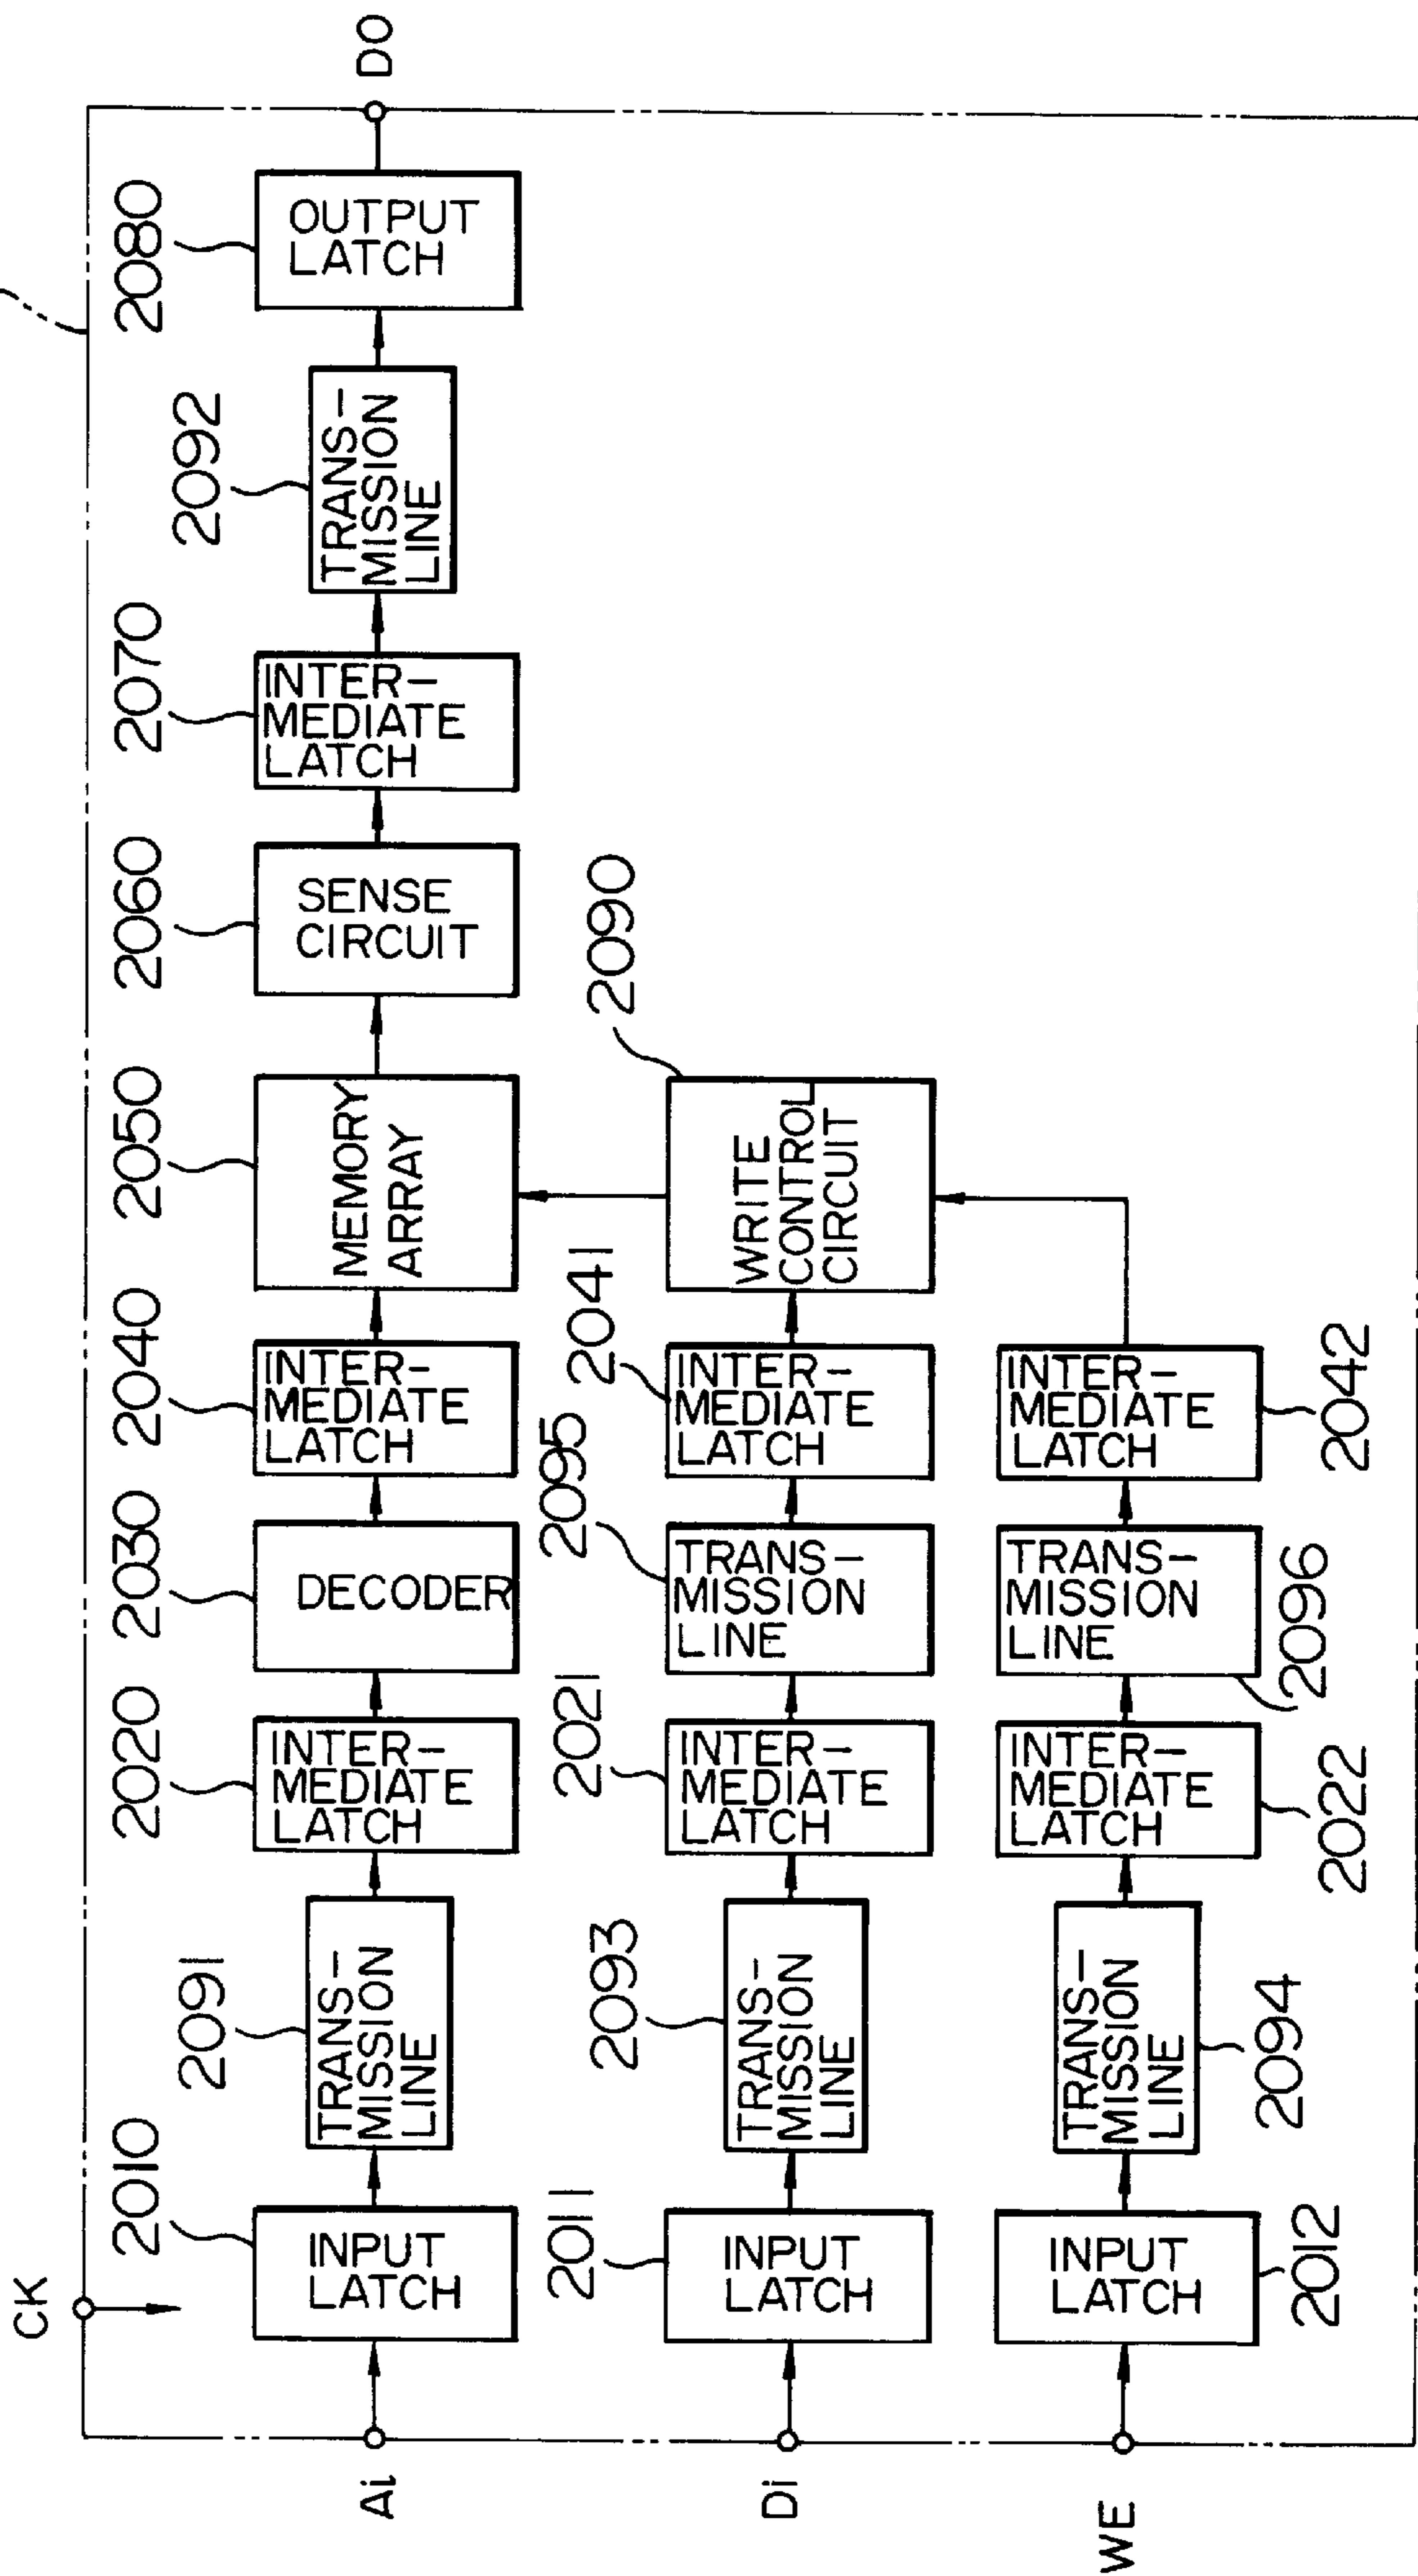 CK
Ai
2010
INPUT
LATCH
2091
TRANS-
MISSION
LINE
2020
INTER-
MEDIATE
LATCH
2030
DECODER
2040
INTER-
MEDIATE
LATCH
2050
MEMORY
ARRAY
2060
SENSE
CIRCUIT
2070
INTER-
MEDIATE
LATCH
2092
TRANS-
MISSION
LINE
2080
OUTPUT
LATCH
DO
Di
2011
INPUT
LATCH
2093
TRANS-
MISSION
LINE
2021
INTER-
MEDIATE
LATCH
2095
TRANS-
MISSION
LINE
2041
INTER-
MEDIATE
LATCH
2090
WRITE
CONTROL
CIRCUIT
WE
INPUT
LATCH
2012
TRANS-
MISSION
LINE
2094
INTER-
MEDIATE
LATCH
2022
TRANS-
MISSION
LINE
2096
INTER-
MEDIATE
LATCH
2042